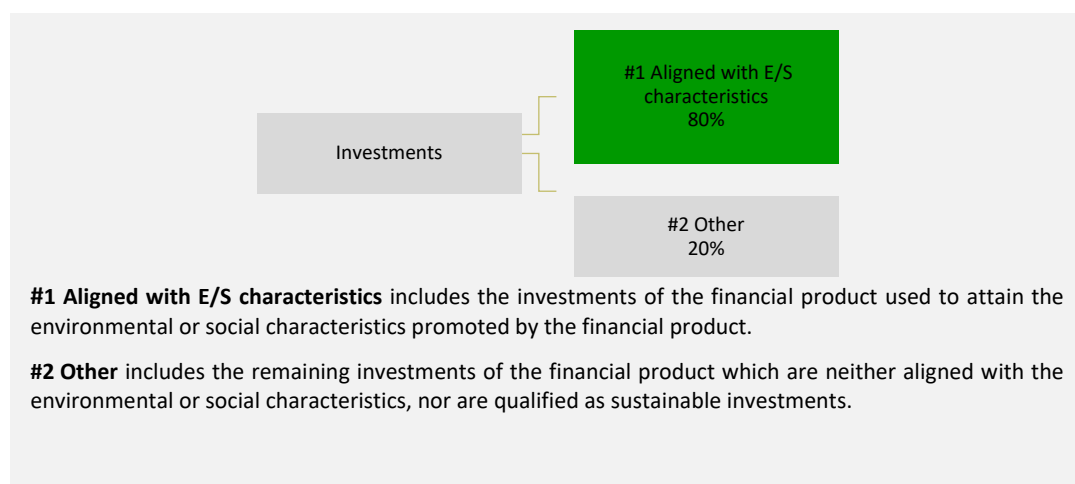 #1 Aligned with E/S
characteristics
80%
Investments
#2 Other
20%
#1 Aligned with E/S characteristics includes the investments of the financial product used to attain the
environmental or social characteristics promoted by the financial product.
#2 Other includes the remaining investments of the financial product which are neither aligned with the
environmental or social characteristics, nor are qualified as sustainable investments.